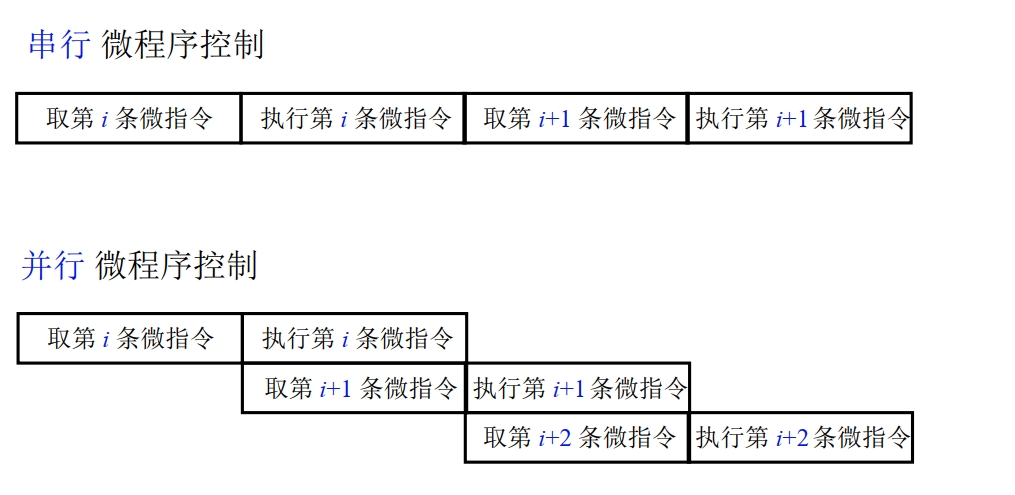 串行 微程序控制
取第 i 条微指令 执行第 i 条微指令 取第 i+1 条微指令 执行第 i+1 条微指令
并行 微程序控制
取第 i 条微指令 执行第 i 条微指令
取第 i+1 条微指令 执行第 i+1 条微指令
取第 i+2 条微指令 执行第 i+2 条微指令